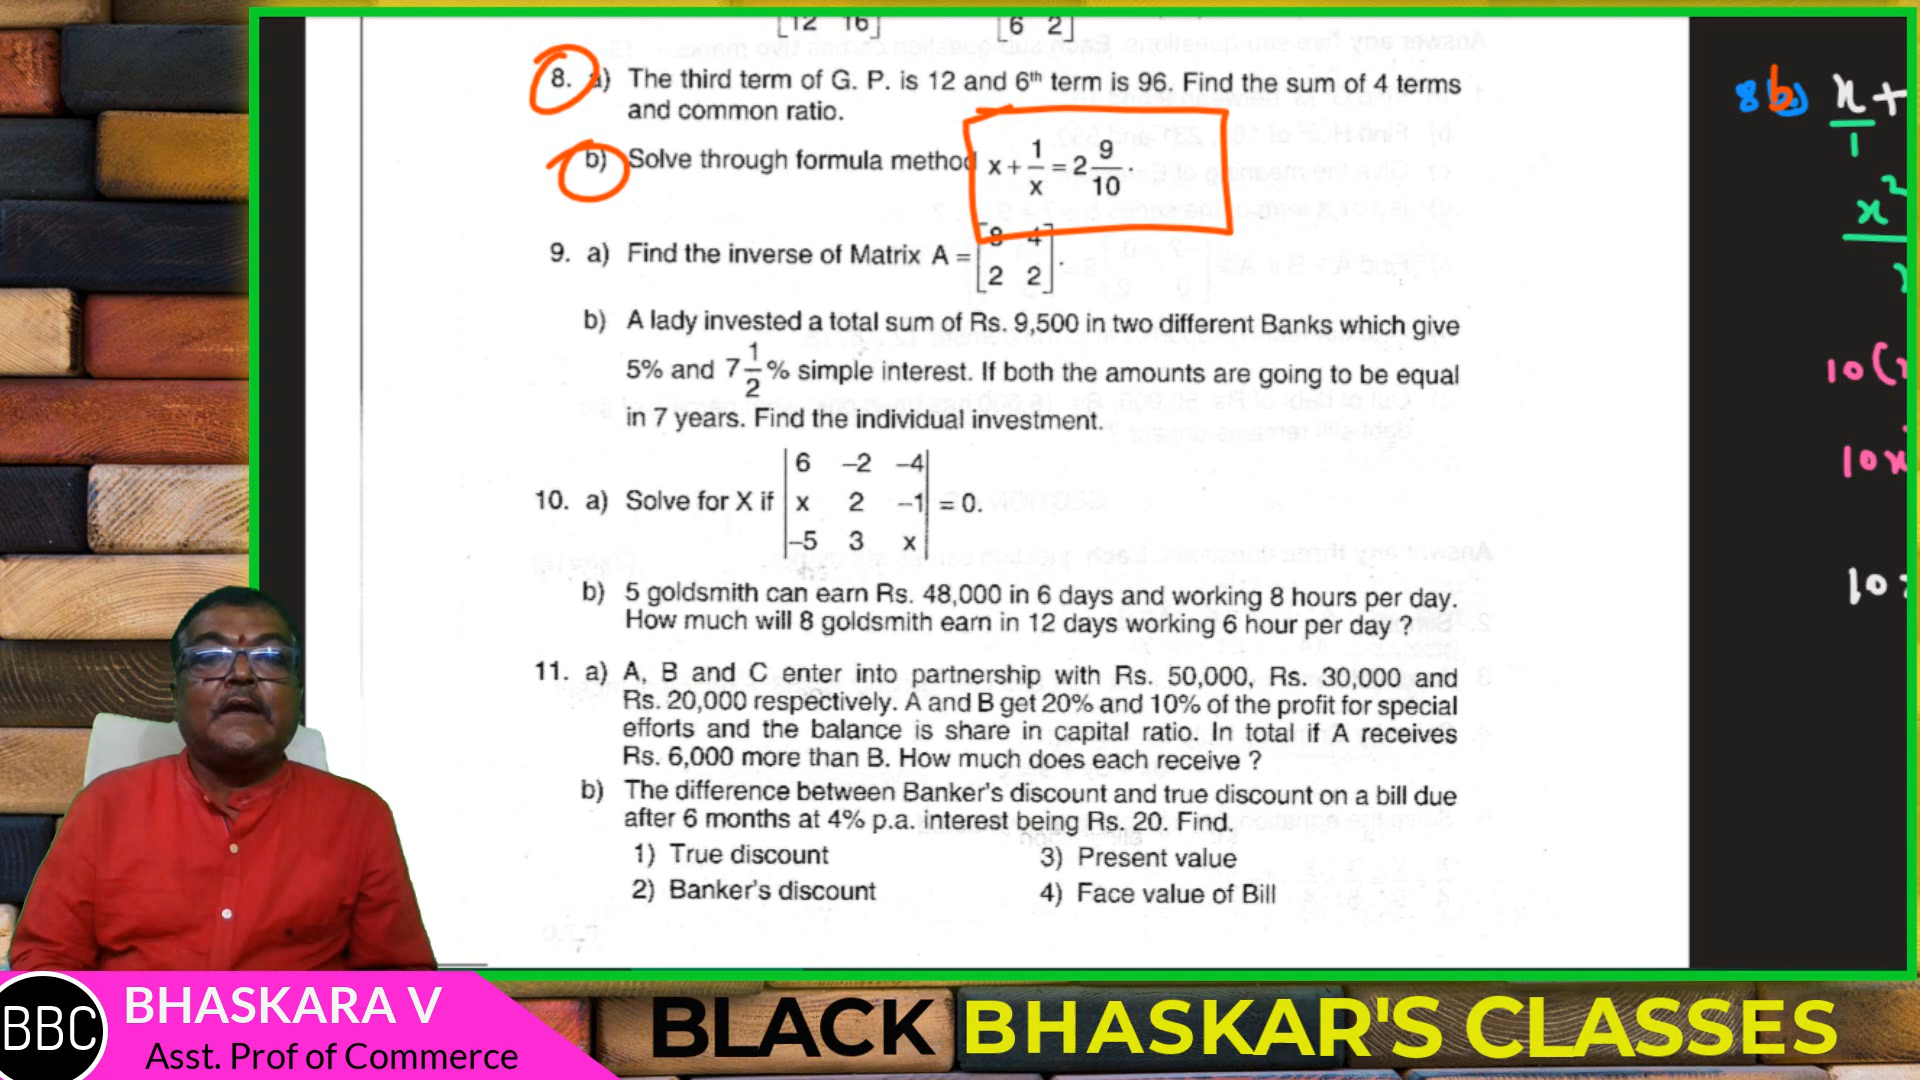 12 16 6 2
8. a) The third term of G. P. is 12 and 6th term is 96. Find the sum of 4 terms
and common ratio.
b) Solve through formula method x + 1/x = 2 9/10.
9. a) Find the inverse of Matrix A = [8 4
2 2].
b) A lady invested a total sum of Rs. 9,500 in two different Banks which give
5% and 7 1/2 % simple interest. If both the amounts are going to be equal
in 7 years. Find the individual investment.
6 –2 –4
10. a) Solve for X if x 2 –1 = 0.
–5 3 x
b) 5 goldsmith can earn Rs. 48,000 in 6 days and working 8 hours per day.
How much will 8 goldsmith earn in 12 days working 6 hour per day ?
11. a) A, B and C enter into partnership with Rs. 50,000, Rs. 30,000 and
Rs. 20,000 respectively. A and B get 20% and 10% of the profit for special
efforts and the balance is share in capital ratio. In total if A receives
Rs. 6,000 more than B. How much does each receive ?
b) The difference between Banker's discount and true discount on a bill due
after 6 months at 4% p.a. interest being Rs. 20. Find.
1) True discount 3) Present value
2) Banker's discount 4) Face value of Bill
8b) x +
1
x²
10(
10x
10
BBC
BHASKARA V
Asst. Prof of Commerce
BLACK BHASKAR'S CLASSES